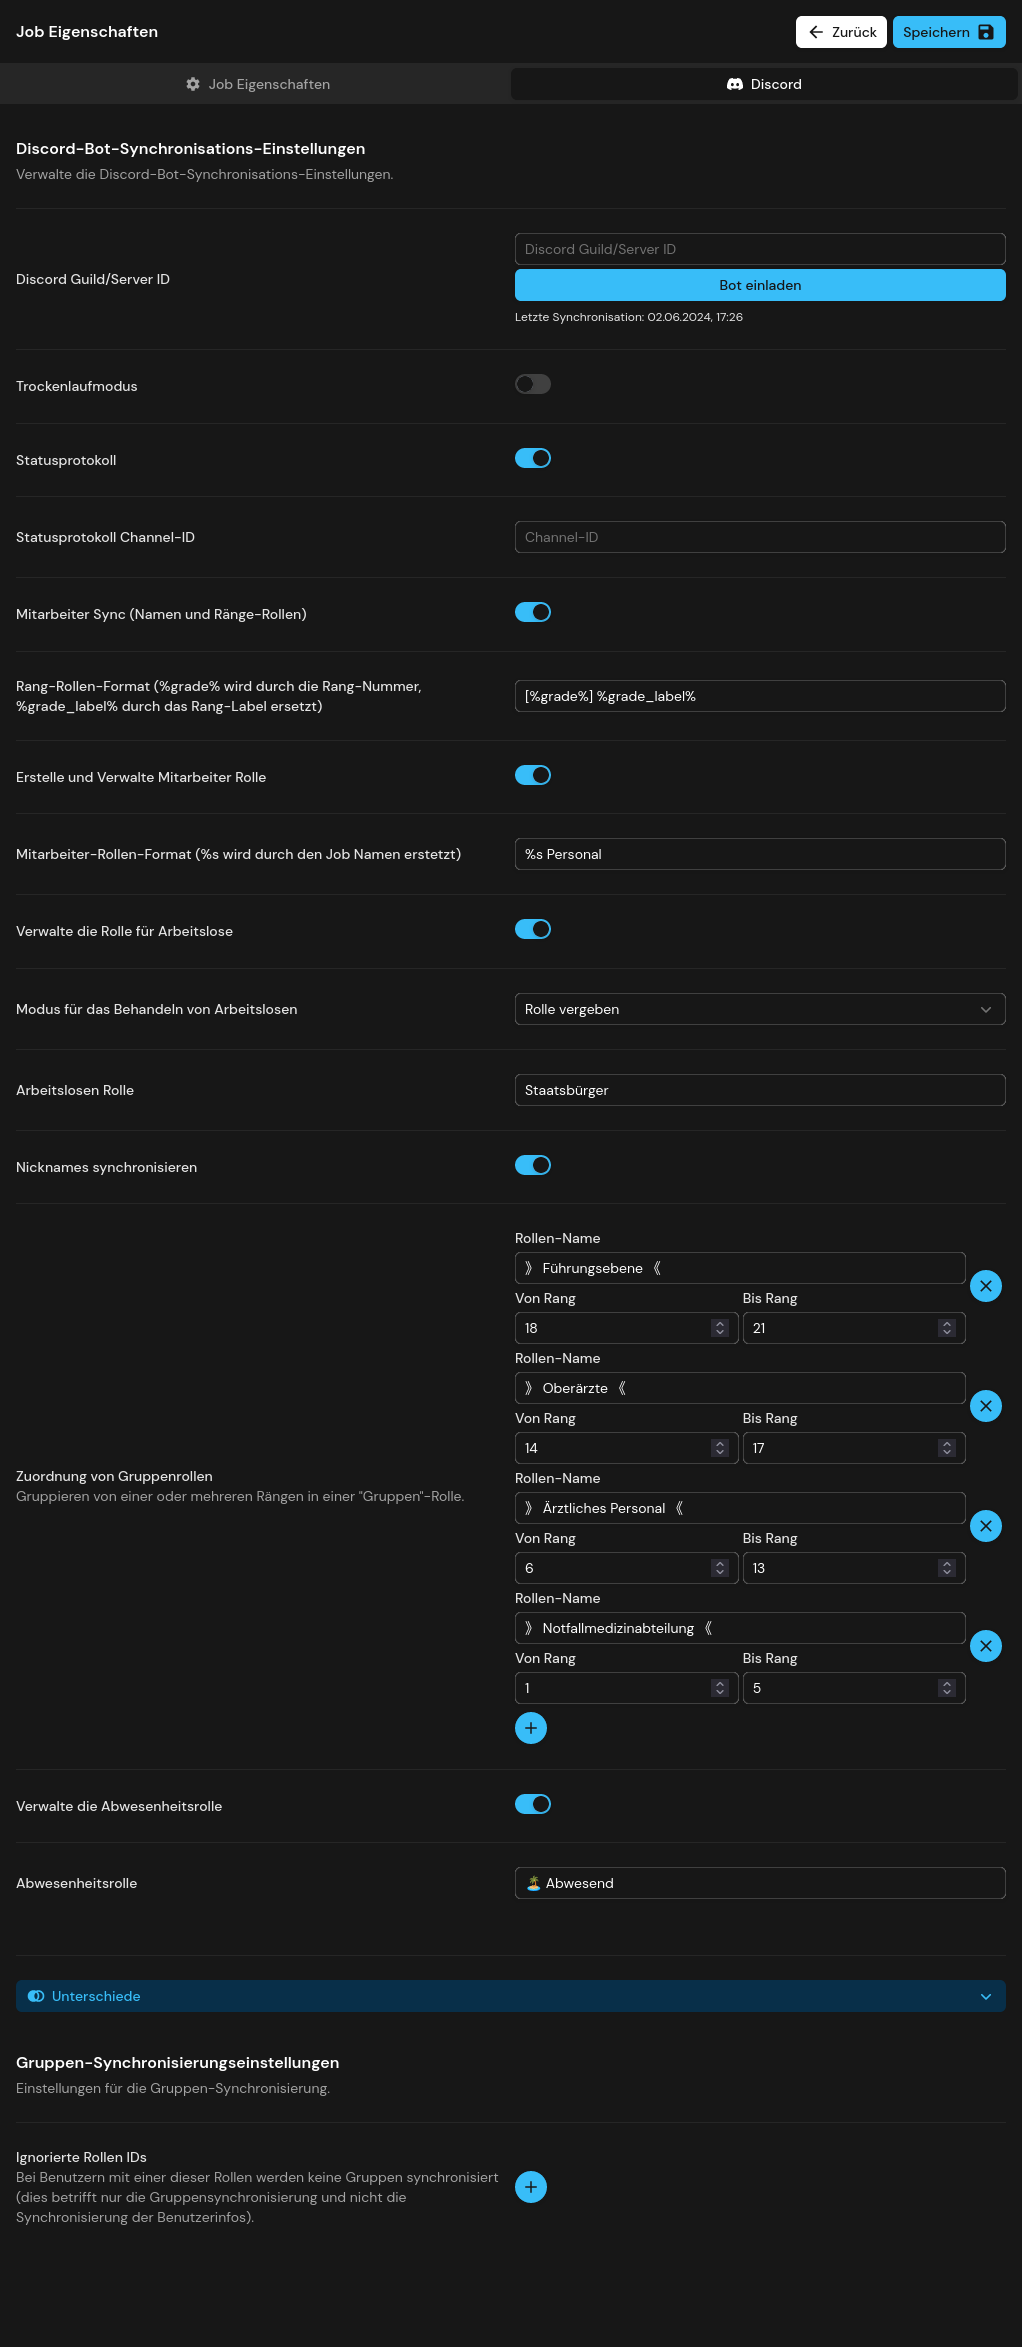 Job Eigenschaften
Zurück
Speichern
Job Eigenschaften
Discord
Discord-Bot-Synchronisations-Einstellungen
Verwalte die Discord-Bot-Synchronisations-Einstellungen.
Discord Guild/Server ID
Discord Guild/Server ID
Bot einladen
Letzte Synchronisation: 02.06.2024, 17:26
Trockenlaufmodus
Statusprotokoll
Statusprotokoll Channel-ID
Channel-ID
Mitarbeiter Sync (Namen und Ränge-Rollen)
Rang-Rollen-Format (%grade% wird durch die Rang-Nummer,
%grade_label% durch das Rang-Label ersetzt)
[%grade%] %grade_label%
Erstelle und Verwalte Mitarbeiter Rolle
Mitarbeiter-Rollen-Format (%s wird durch den Job Namen erstetzt)
%s Personal
Verwalte die Rolle für Arbeitslose
Modus für das Behandeln von Arbeitslosen
Rolle vergeben
Arbeitslosen Rolle
Staatsbürger
Nicknames synchronisieren
Zuordnung von Gruppenrollen
Gruppieren von einer oder mehreren Rängen in einer "Gruppen"-Rolle.
Rollen-Name
》 Führungsebene 《
Von Rang
Bis Rang
18
21
Rollen-Name
》 Oberärzte 《
Von Rang
Bis Rang
14
17
Rollen-Name
》 Ärztliches Personal 《
Von Rang
Bis Rang
6
13
Rollen-Name
》 Notfallmedizinabteilung 《
Von Rang
Bis Rang
1
5
Verwalte die Abwesenheitsrolle
Abwesenheitsrolle
🏝️ Abwesend
Unterschiede
Gruppen-Synchronisierungseinstellungen
Einstellungen für die Gruppen-Synchronisierung.
Ignorierte Rollen IDs
Bei Benutzern mit einer dieser Rollen werden keine Gruppen synchronisiert
(dies betrifft nur die Gruppensynchronisierung und nicht die
Synchronisierung der Benutzerinfos).